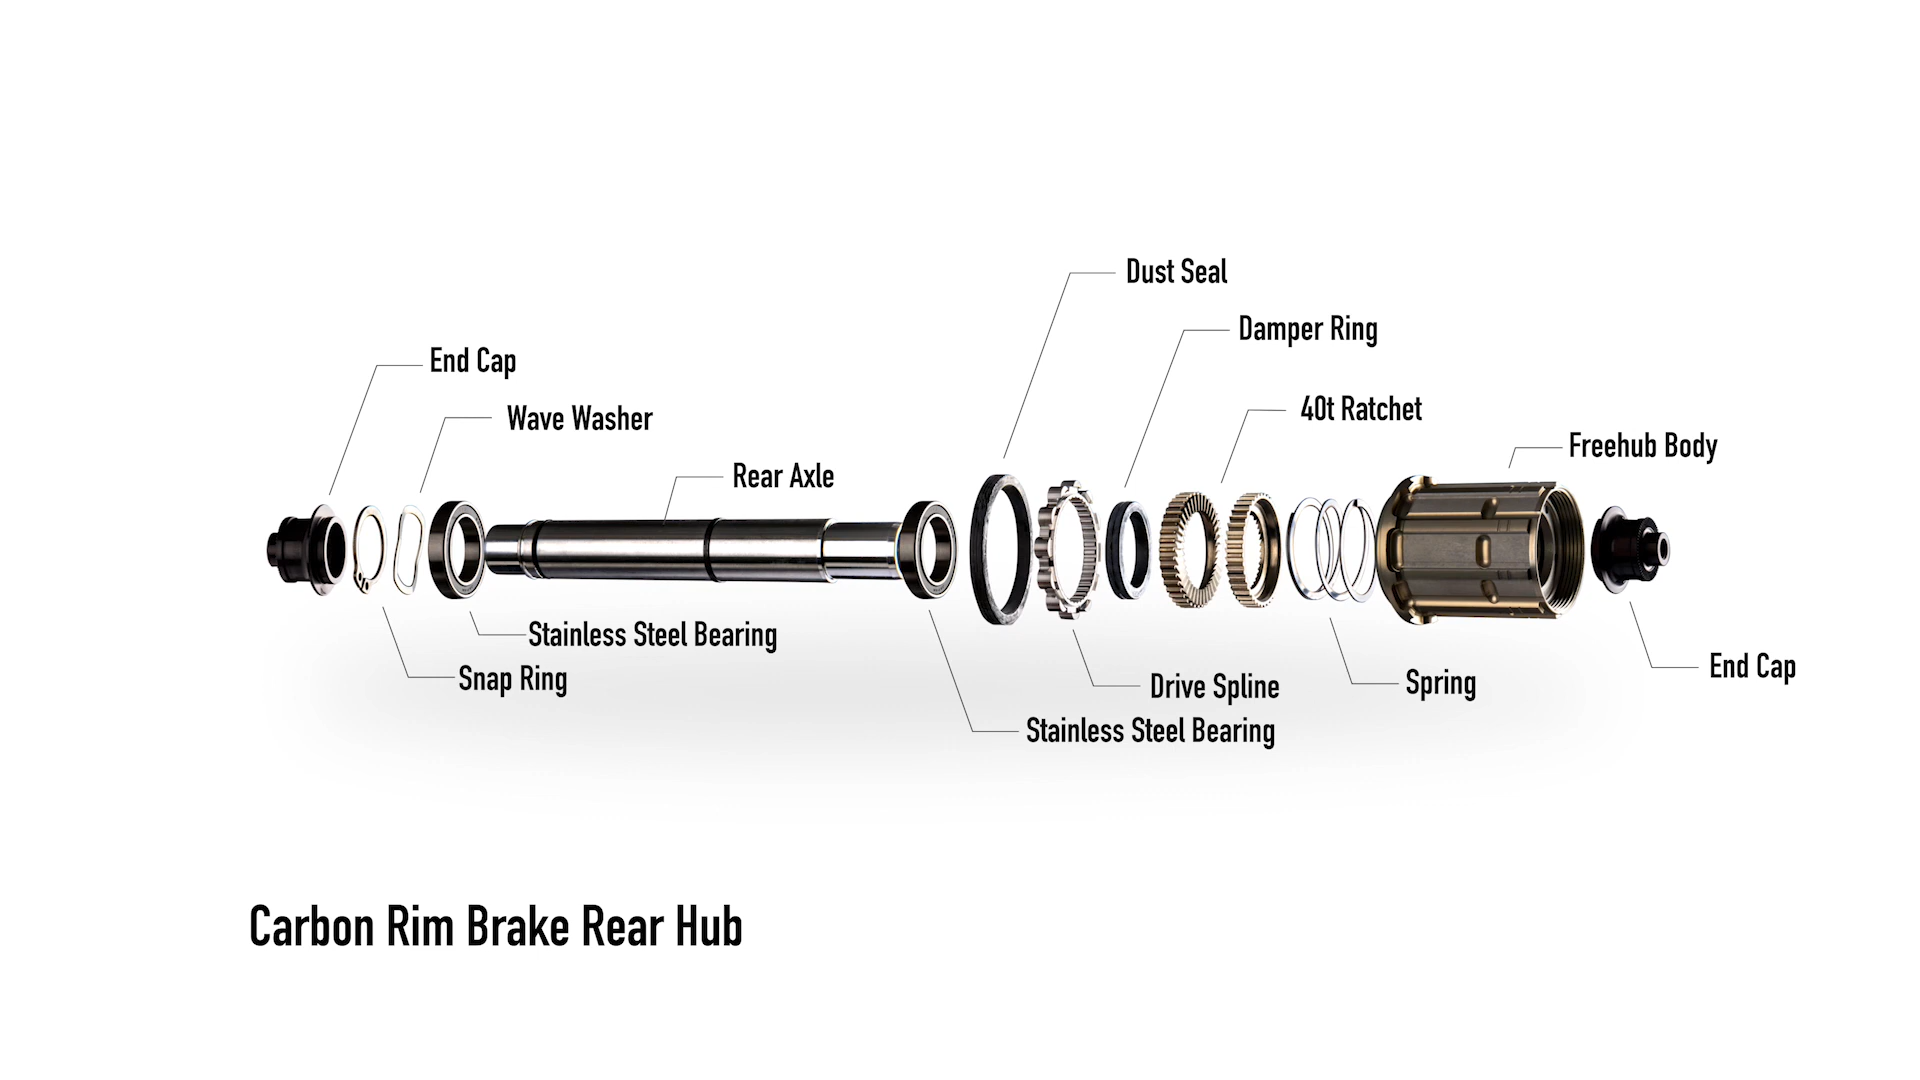 Dust Seal
Damper Ring
End Cap
40t Ratchet
Wave Washer
Freehub Body
Rear Axle
Stainless Steel Bearing
End Cap
Snap Ring
Spring
Drive Spline
Stainless Steel Bearing
Carbon Rim Brake Rear Hub